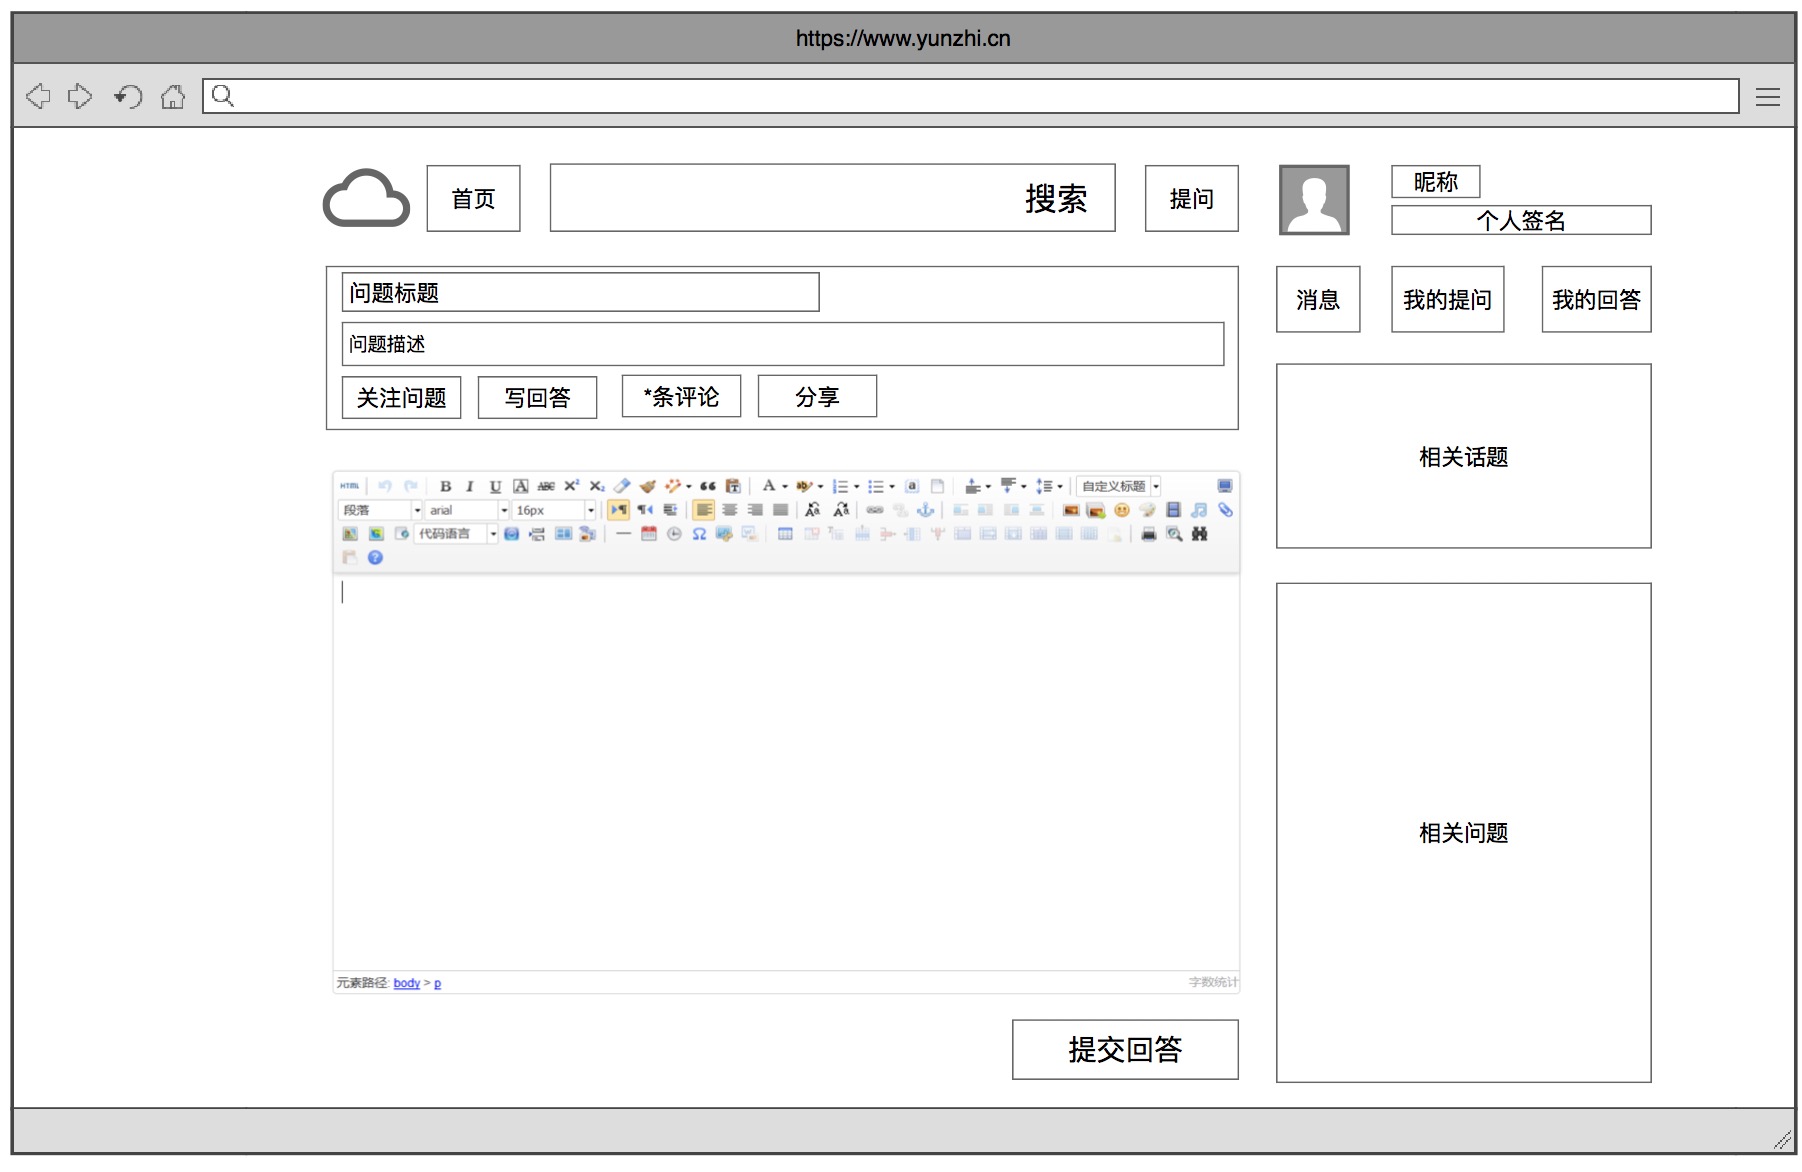 https://www.yunzhi.cn
首页
搜索
提问
昵称
个人签名
问题标题
问题描述
关注问题 写回答 *条评论 分享
消息 我的提问 我的回答
相关话题
HTML B I U A ABC X² X₂ A 自定义标题
段落 arial 16px
代码语言
元素路径: body > p 字数统计
相关问题
提交回答